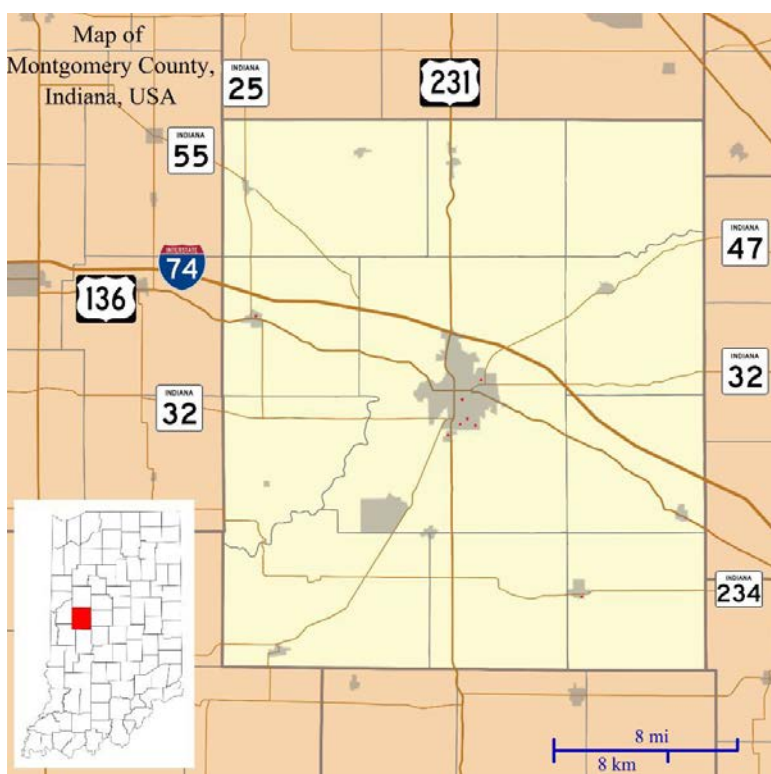 Map of
Montgomery County,
Indiana, USA
INDIANA
25
231
INDIANA
55
INDIANA
47
INTERSTATE
74
136
INDIANA
32
INDIANA
32
INDIANA
234
8 mi
8 km